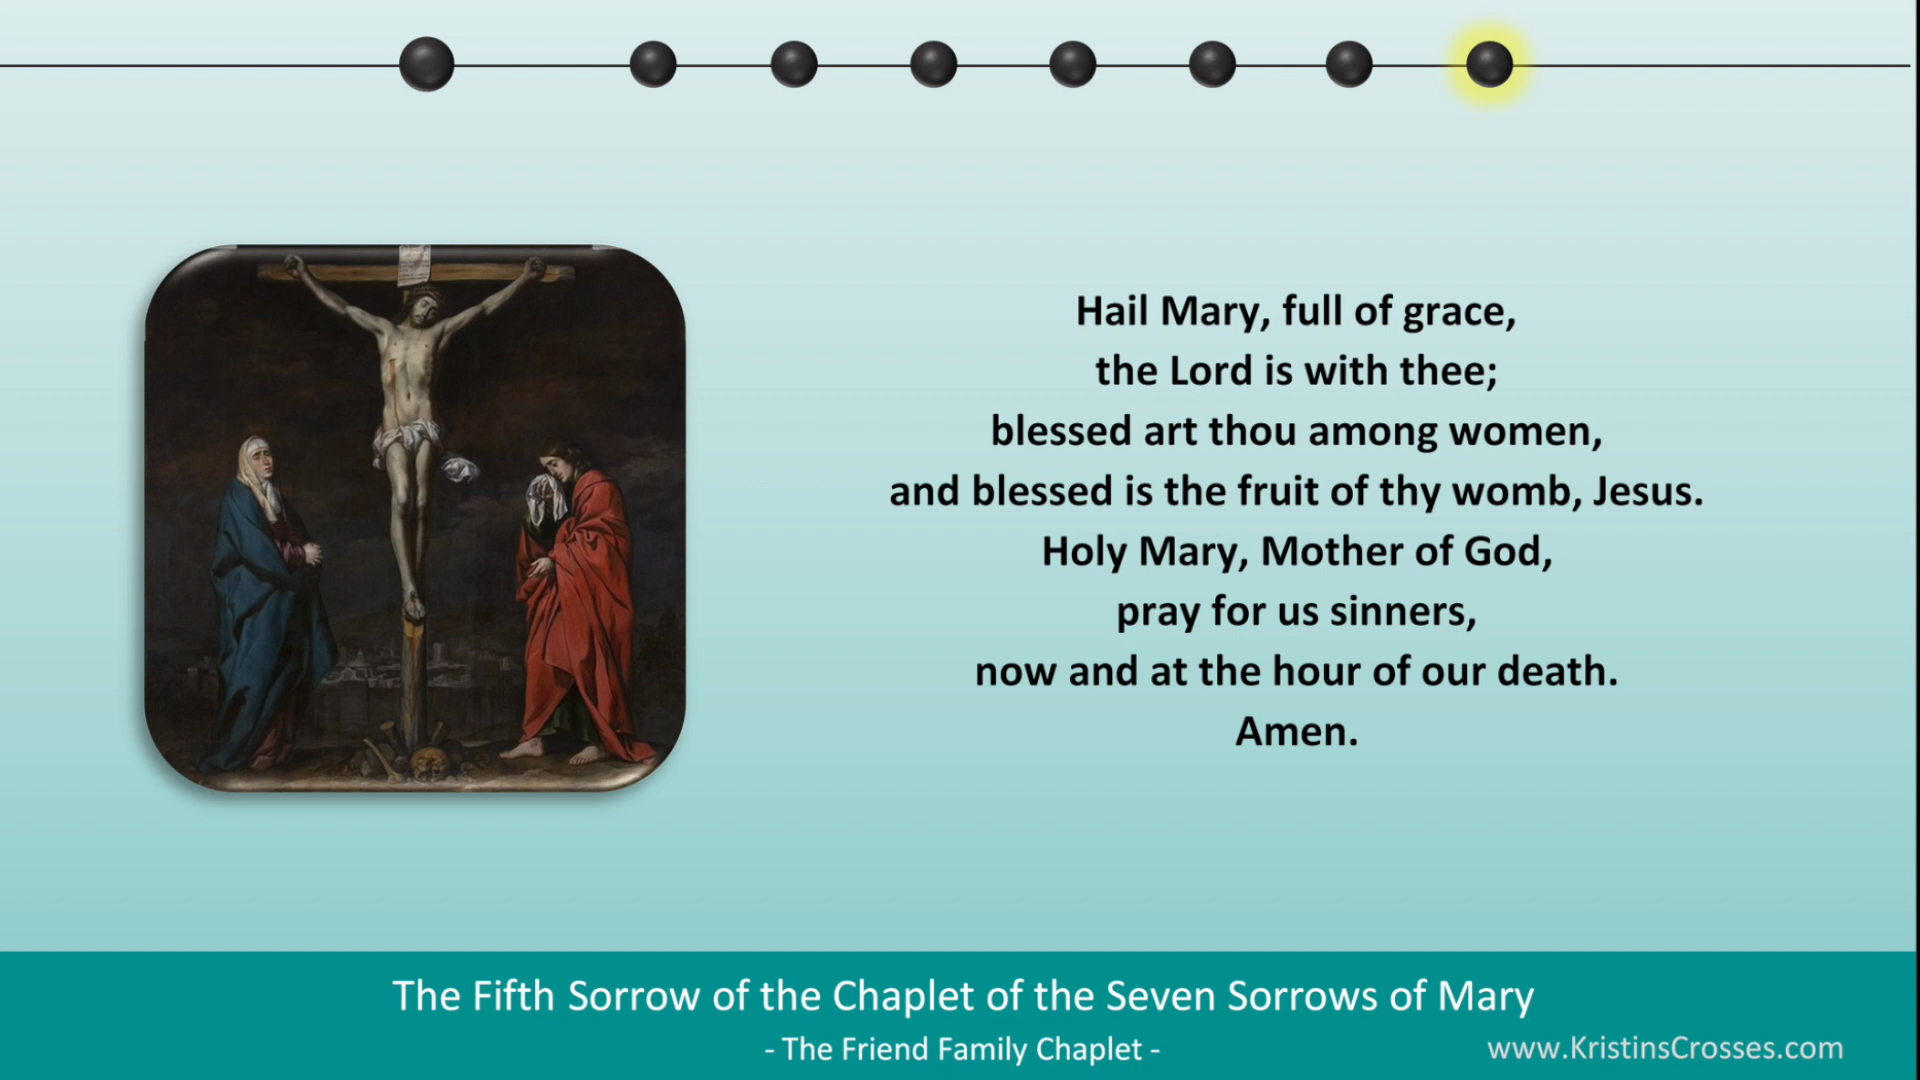 Hail Mary, full of grace,
the Lord is with thee;
blessed art thou among women,
and blessed is the fruit of thy womb, Jesus.
Holy Mary, Mother of God,
pray for us sinners,
now and at the hour of our death.
Amen.
The Fifth Sorrow of the Chaplet of the Seven Sorrows of Mary
- The Friend Family Chaplet -
www.KristinsCrosses.com